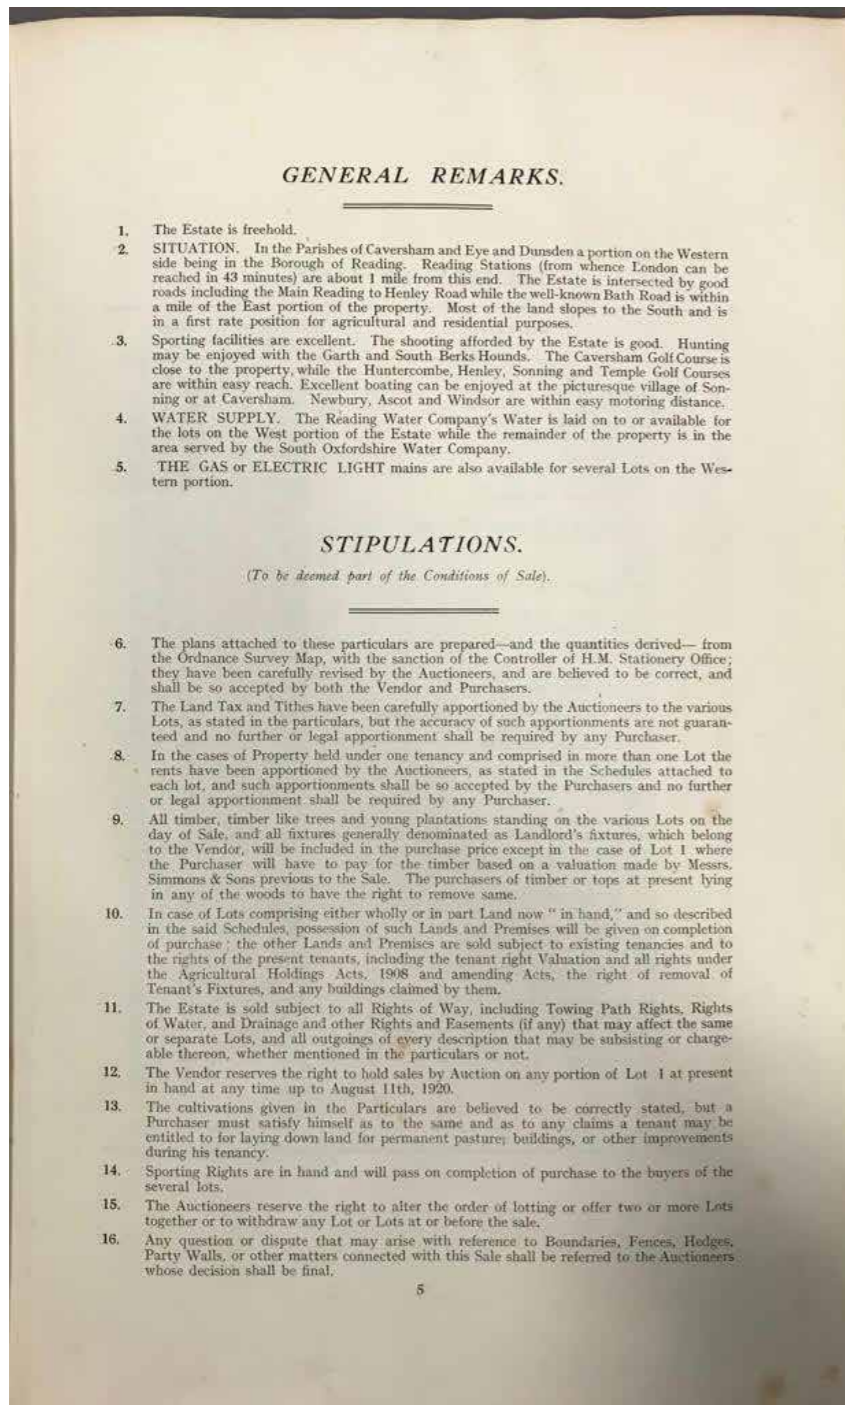 GENERAL REMARKS.
1. The Estate is freehold.
2. SITUATION. In the Parishes of Caversham and Eye and Dunsden a portion on the Western
side being in the Borough of Reading. Reading Stations (from whence London can be
reached in 43 minutes) are about 1 mile from this end. The Estate is intersected by good
roads including the Main Reading to Henley Road while the well-known Bath Road is within
a mile of the East portion of the property. Most of the land slopes to the South and is
in a first rate position for agricultural and residential purposes.
3. Sporting facilities are excellent. The shooting afforded by the Estate is good. Hunting
may be enjoyed with the Garth and South Berks Hounds. The Caversham Golf Course is
close to the property, while the Huntercombe, Henley, Sonning and Temple Golf Courses
are within easy reach. Excellent boating can be enjoyed at the picturesque village of Son-
ning or at Caversham. Newbury, Ascot and Windsor are within easy motoring distance.
4. WATER SUPPLY. The Reading Water Company's Water is laid on to or available for
the lots on the West portion of the Estate while the remainder of the property is in the
area served by the South Oxfordshire Water Company.
5. THE GAS or ELECTRIC LIGHT mains are also available for several Lots on the Wes-
tern portion.
STIPULATIONS.
(To be deemed part of the Conditions of Sale).
6. The plans attached to these particulars are prepared—and the quantities derived— from
the Ordnance Survey Map, with the sanction of the Controller of H.M. Stationery Office;
they have been carefully revised by the Auctioneers, and are believed to be correct, and
shall be so accepted by both the Vendor and Purchasers.
7. The Land Tax and Tithes have been carefully apportioned by the Auctioneers to the various
Lots, as stated in the particulars, but the accuracy of such apportionments are not guaran-
teed and no further or legal apportionment shall be required by any Purchaser.
8. In the cases of Property held under one tenancy and comprised in more than one Lot the
rents have been apportioned by the Auctioneers, as stated in the Schedules attached to
each lot, and such apportionments shall be so accepted by the Purchasers and no further
or legal apportionment shall be required by any Purchaser.
9. All timber, timber like trees and young plantations standing on the various Lots on the
day of Sale, and all fixtures generally denominated as Landlord's fixtures, which belong
to the Vendor, will be included in the purchase price except in the case of Lot 1 where
the Purchaser will have to pay for the timber based on a valuation made by Messrs.
Simmons & Sons previous to the Sale. The purchasers of timber or tops at present lying
in any of the woods to have the right to remove same.
10. In case of Lots comprising either wholly or in part Land now "in hand," and so described
in the said Schedules, possession of such Lands and Premises will be given on completion
of purchase; the other Lands and Premises are sold subject to existing tenancies and to
the rights of the present tenants, including the tenant right Valuation and all rights under
the Agricultural Holdings Acts, 1908 and amending Acts, the right of removal of
Tenant's Fixtures, and any buildings claimed by them.
11. The Estate is sold subject to all Rights of Way, including Towing Path Rights, Rights
of Water, and Drainage and other Rights and Easements (if any) that may affect the same
or separate Lots, and all outgoings of every description that may be subsisting or charge-
able thereon, whether mentioned in the particulars or not.
12. The Vendor reserves the right to hold sales by Auction on any portion of Lot 1 at present
in hand at any time up to August 11th, 1920.
13. The cultivations given in the Particulars are believed to be correctly stated, but a
Purchaser must satisfy himself as to the same and as to any claims a tenant may be
entitled to for laying down land for permanent pasture; buildings, or other improvements
during his tenancy.
14. Sporting Rights are in hand and will pass on completion of purchase to the buyers of the
several lots.
15. The Auctioneers reserve the right to alter the order of lotting or offer two or more Lots
together or to withdraw any Lot or Lots at or before the sale.
16. Any question or dispute that may arise with reference to Boundaries, Fences, Hedges,
Party Walls, or other matters connected with this Sale shall be referred to the Auctioneers
whose decision shall be final.
5